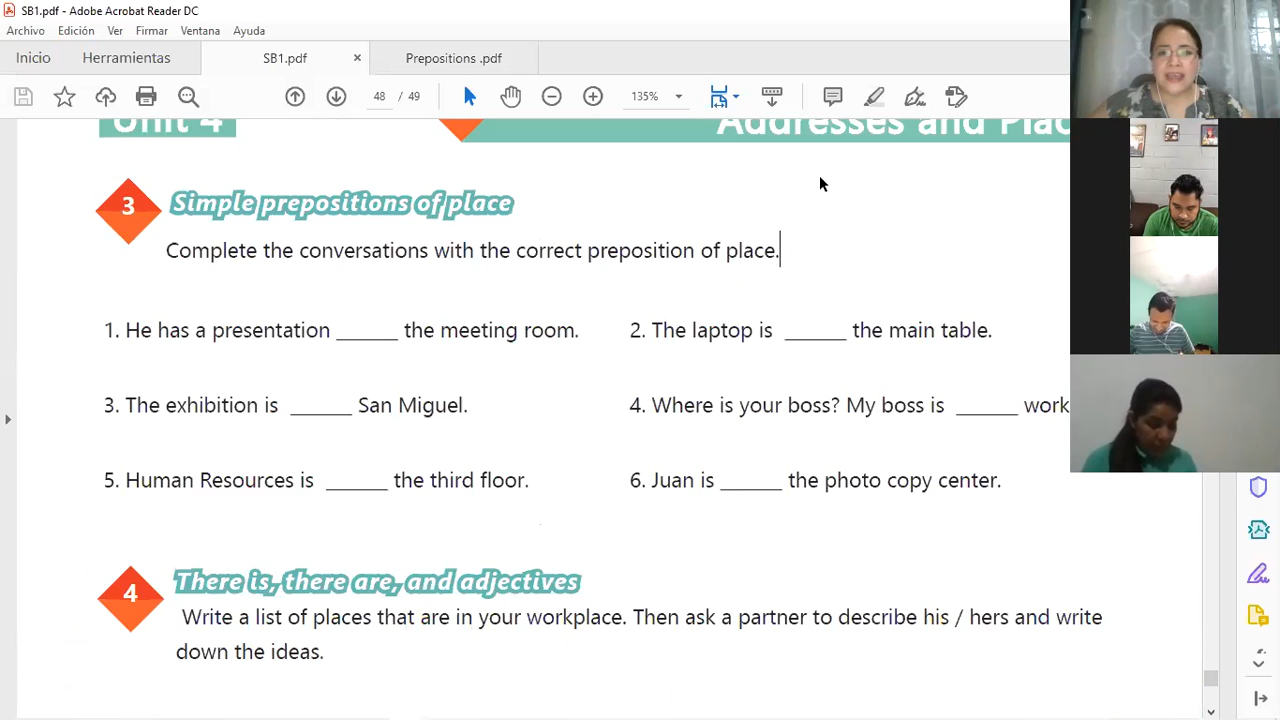 SB1.pdf - Adobe Acrobat Reader DC
Archivo Edición Ver Firmar Ventana Ayuda
Inicio Herramientas SB1.pdf × Prepositions .pdf
48 / 49 135%
Unit 4 Addresses and Plac
3 Simple prepositions of place
Complete the conversations with the correct preposition of place.
1. He has a presentation ______ the meeting room. 2. The laptop is ______ the main table.
3. The exhibition is ______ San Miguel. 4. Where is your boss? My boss is ______ work
5. Human Resources is ______ the third floor. 6. Juan is ______ the photo copy center.
4 There is, there are, and adjectives
Write a list of places that are in your workplace. Then ask a partner to describe his / hers and write
down the ideas.